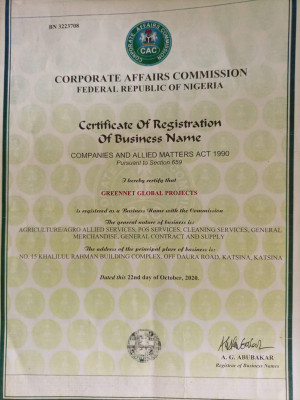 BN 3223708
CORPORATE AFFAIRS COMMISSION
CAC
CORPORATE AFFAIRS COMMISSION
FEDERAL REPUBLIC OF NIGERIA
Certificate Of Registration
Of Business Name
COMPANIES AND ALLIED MATTERS ACT 1990
Pursuant to Section 659
I hereby certify that
GREENNET GLOBAL PROJECTS
is registered as a Business Name with the Commission
The general nature of business is:
AGRICULTURE/AGRO ALLIED SERVICES, POS SERVICES, CLEANING SERVICES, GENERAL
MERCHANDISE, GENERAL CONTRACT AND SUPPLY
The address of the principal place of business is:
KHALILUL RAHMAN BUILDING COMPLEX, OFF DAURA ROAD, KATSINA, KATSINA
Dated this 22nd day of October, 2020.
A. G. ABUBAKAR
Registrar of Business Names